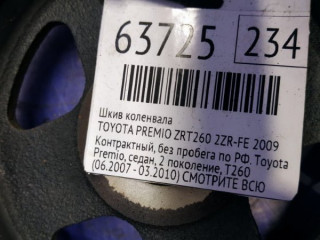 63725 234
Шкив коленвала
TOYOTA PREMIO ZRT260 2ZR-FE 2009
Контрактный, без пробега по РФ. Toyota
Premio, седан, 2 поколение, T260
(06.2007 - 03.2010) СМОТРИТЕ ВСЮ